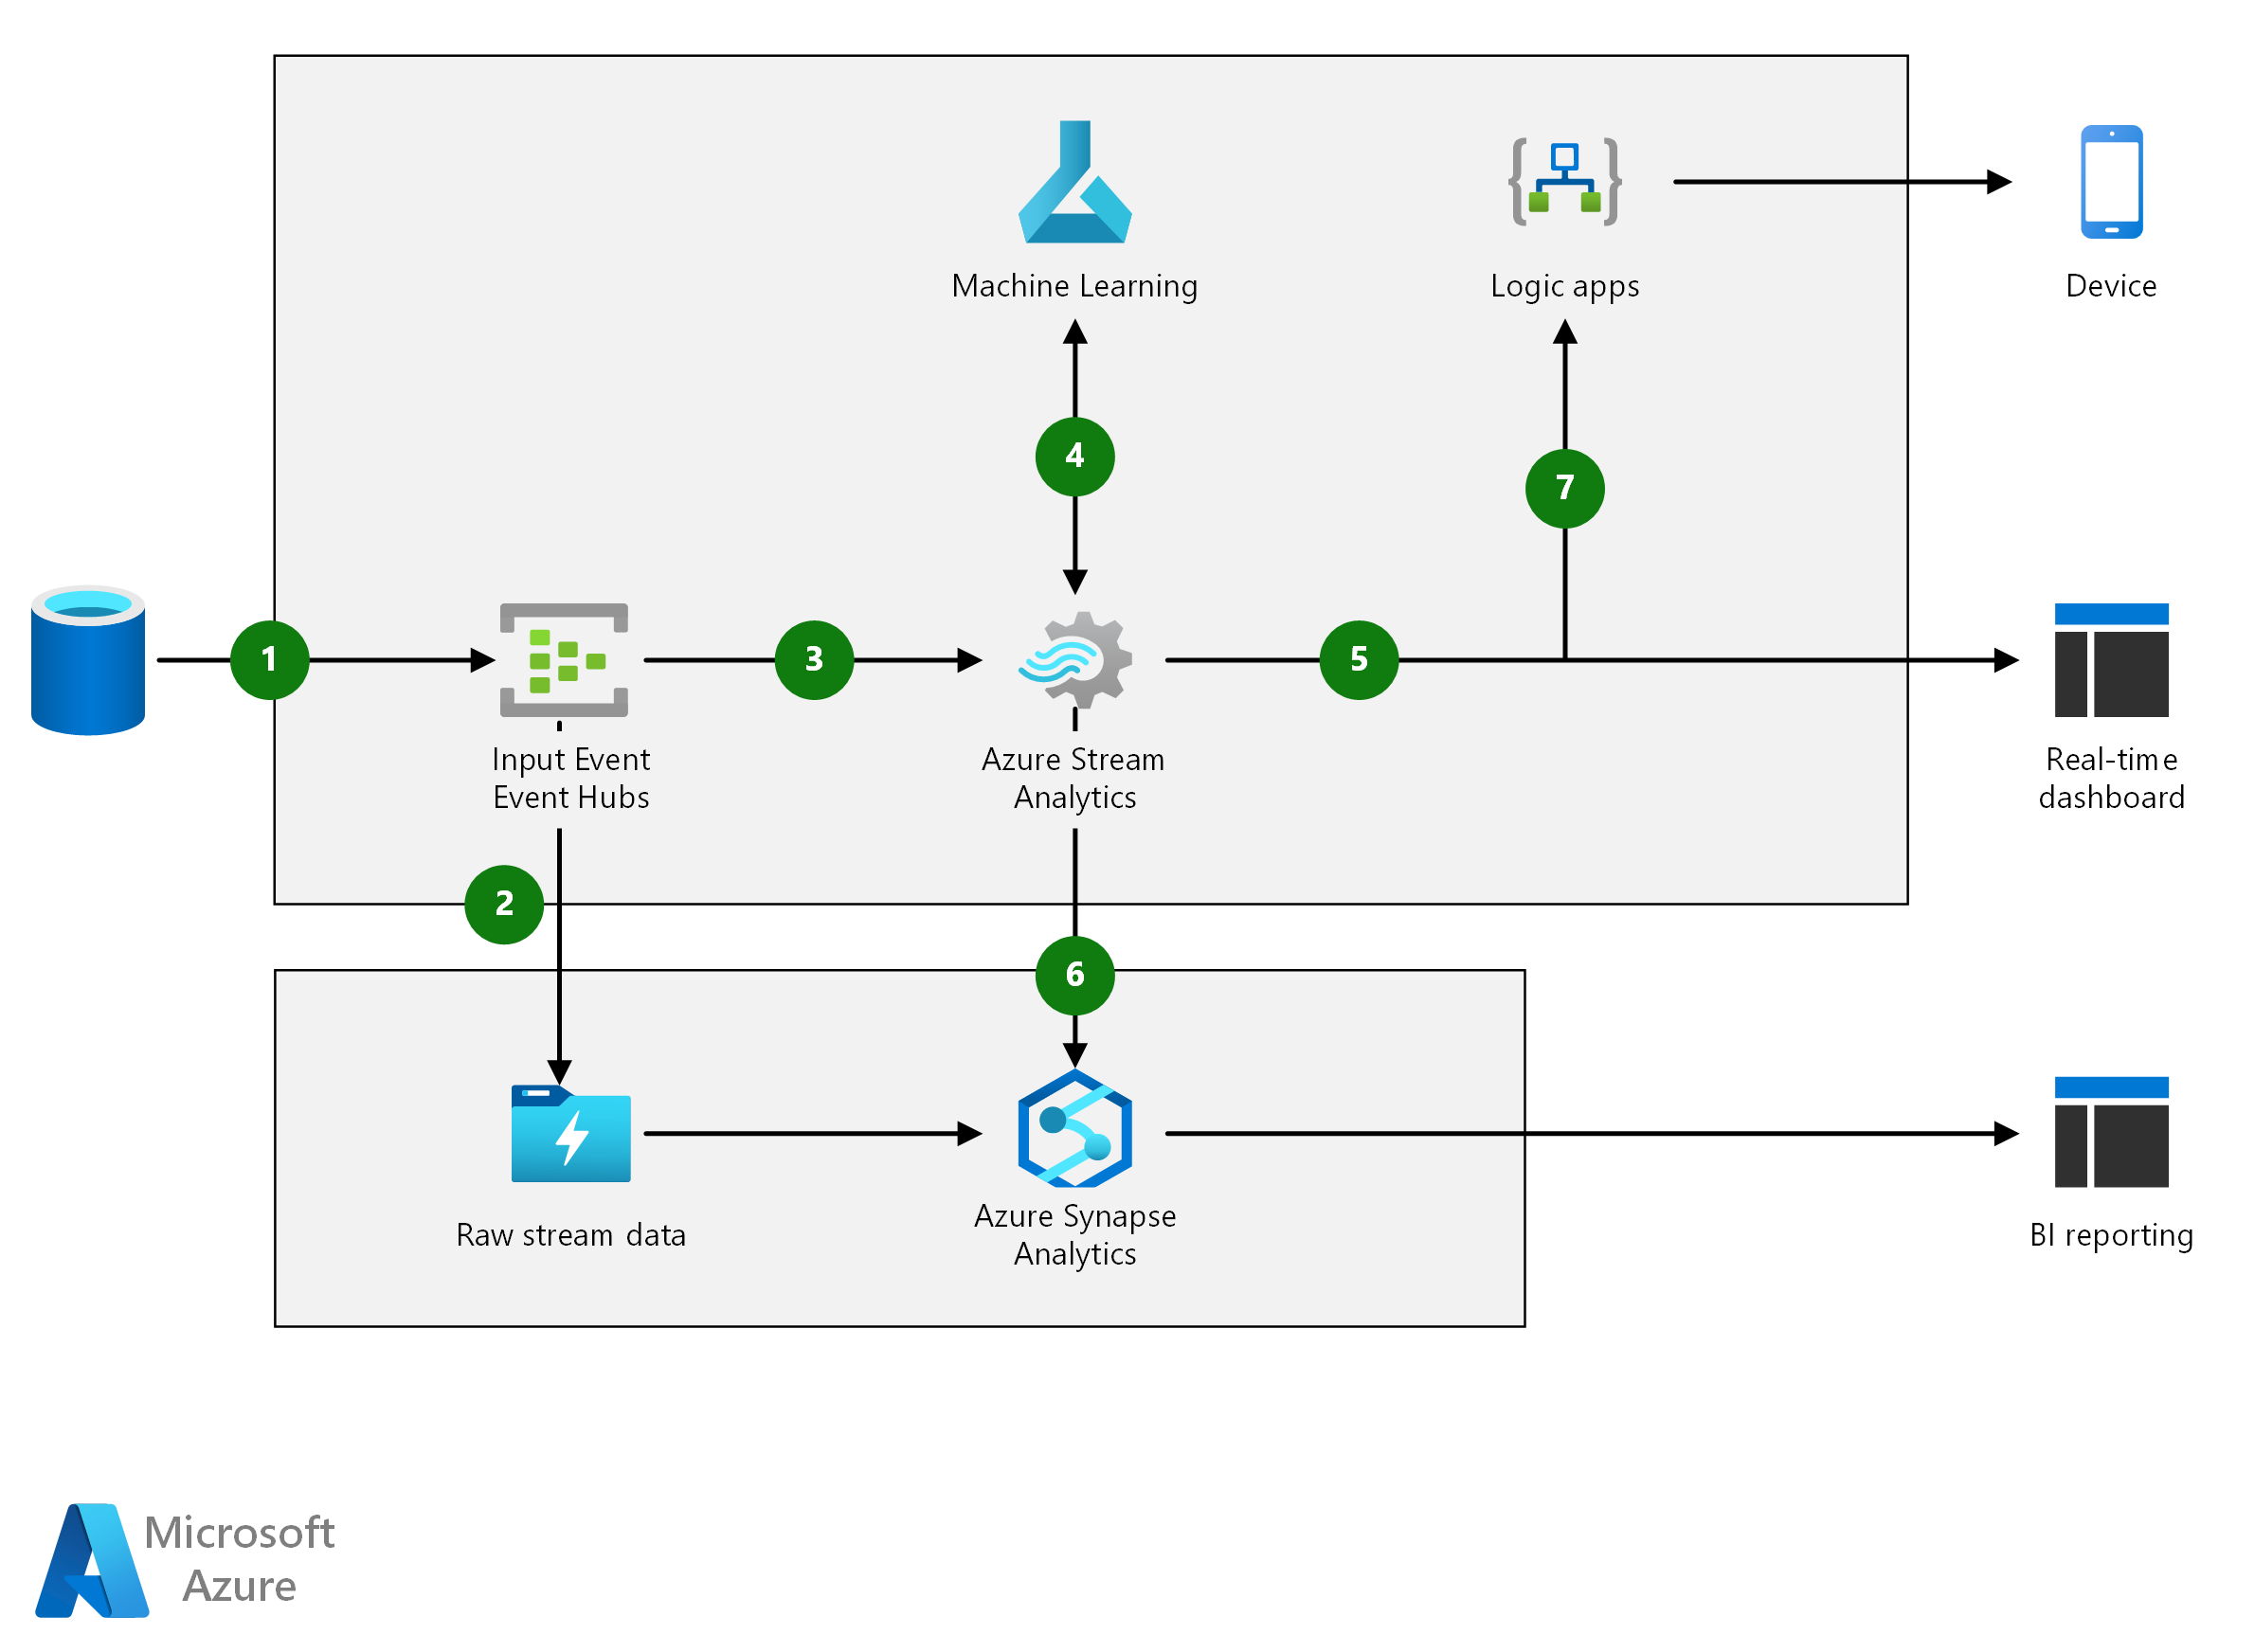 Machine Learning
Logic apps
Device
4
7
1
3
5
Input Event
Event Hubs
Azure Stream
Analytics
Real-time
dashboard
2
6
Raw stream data
Azure Synapse
Analytics
BI reporting
Microsoft
Azure